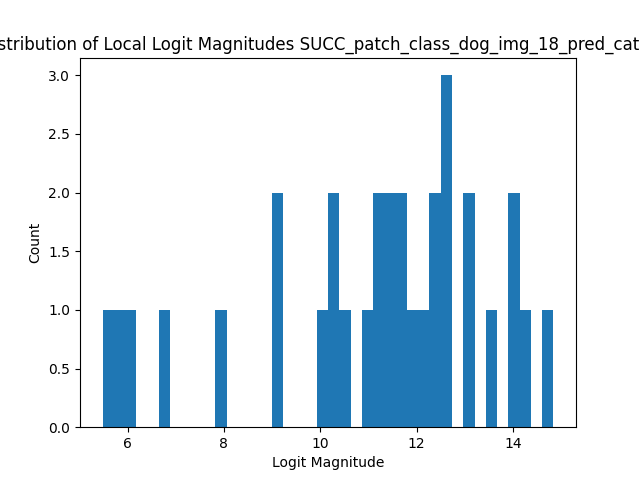 stribution of Local Logit Magnitudes SUCC_patch_class_dog_img_18_pred_cat
3.0
2.5
2.0
1.5
1.0
0.5
0.0
Count
6 8 10 12 14
Logit Magnitude